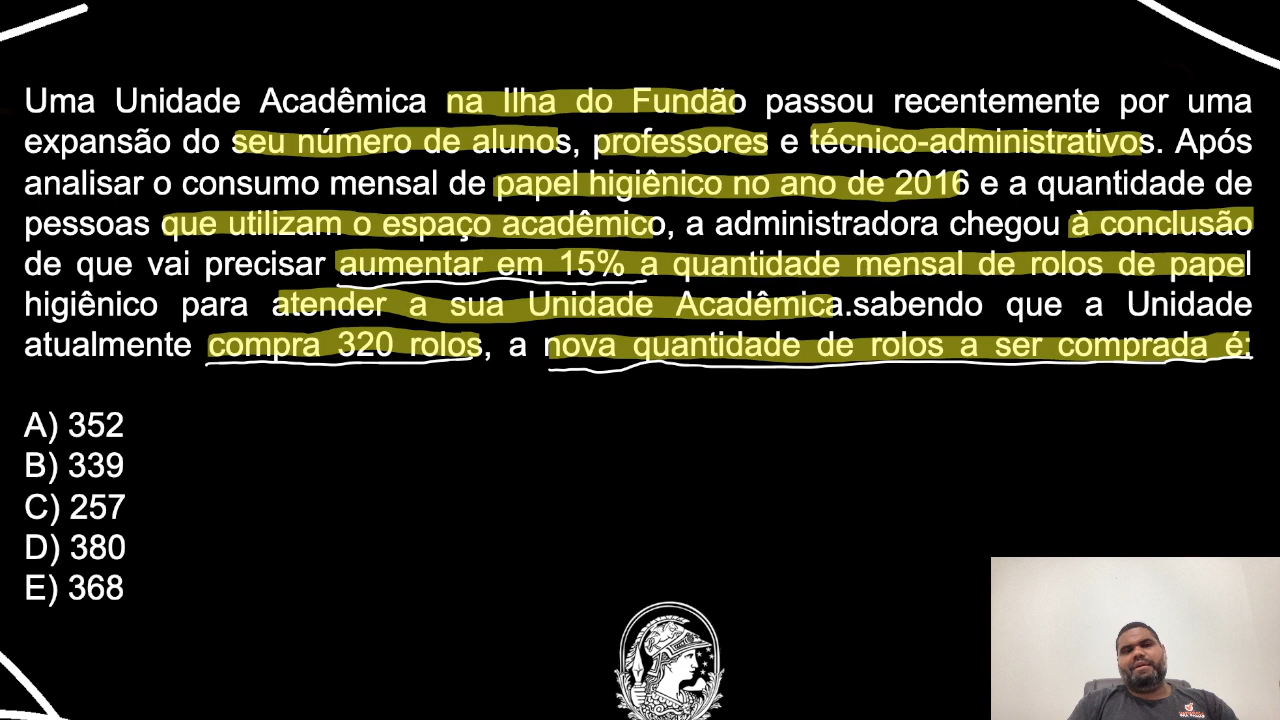 Uma Unidade Acadêmica na Ilha do Fundão passou recentemente por uma
expansão do seu número de alunos, professores e técnico-administrativos. Após
analisar o consumo mensal de papel higiênico no ano de 2016 e a quantidade de
pessoas que utilizam o espaço acadêmico, a administradora chegou à conclusão
de que vai precisar aumentar em 15% a quantidade mensal de rolos de papel
higiênico para atender a sua Unidade Acadêmica.sabendo que a Unidade
atualmente compra 320 rolos, a nova quantidade de rolos a ser comprada é:
A) 352
B) 339
C) 257
D) 380
E) 368